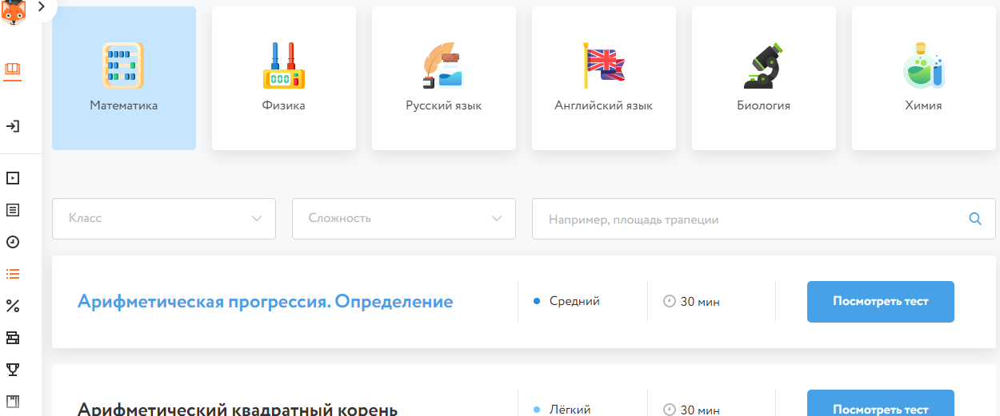 Математика
Физика
Русский язык
Английский язык
Биология
Химия
Класс
Сложность
Например, площадь трапеции
Арифметическая прогрессия. Определение
Средний
30 мин
Посмотреть тест
Арифметический квадратный корень
Лёгкий
30 мин
Посмотреть тест